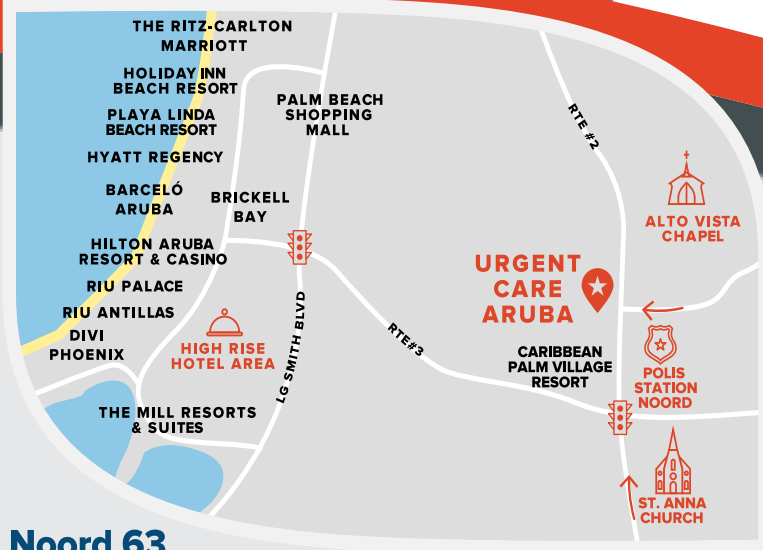 THE RITZ-CARLTON
MARRIOTT
HOLIDAY INN
BEACH RESORT
PLAYA LINDA
BEACH RESORT
HYATT REGENCY
BARCELÓ
ARUBA
HILTON ARUBA
RESORT & CASINO
RIU PALACE
RIU ANTILLAS
DIVI
PHOENIX
PALM BEACH
SHOPPING
MALL
BRICKELL
BAY
HIGH RISE
HOTEL AREA
THE MILL RESORTS
& SUITES
LG SMITH BLVD
RTE#3
RTE #2
URGENT
CARE
ARUBA
CARIBBEAN
PALM VILLAGE
RESORT
ALTO VISTA
CHAPEL
POLIS
STATION
NOORD
ST. ANNA
CHURCH
Noord 63